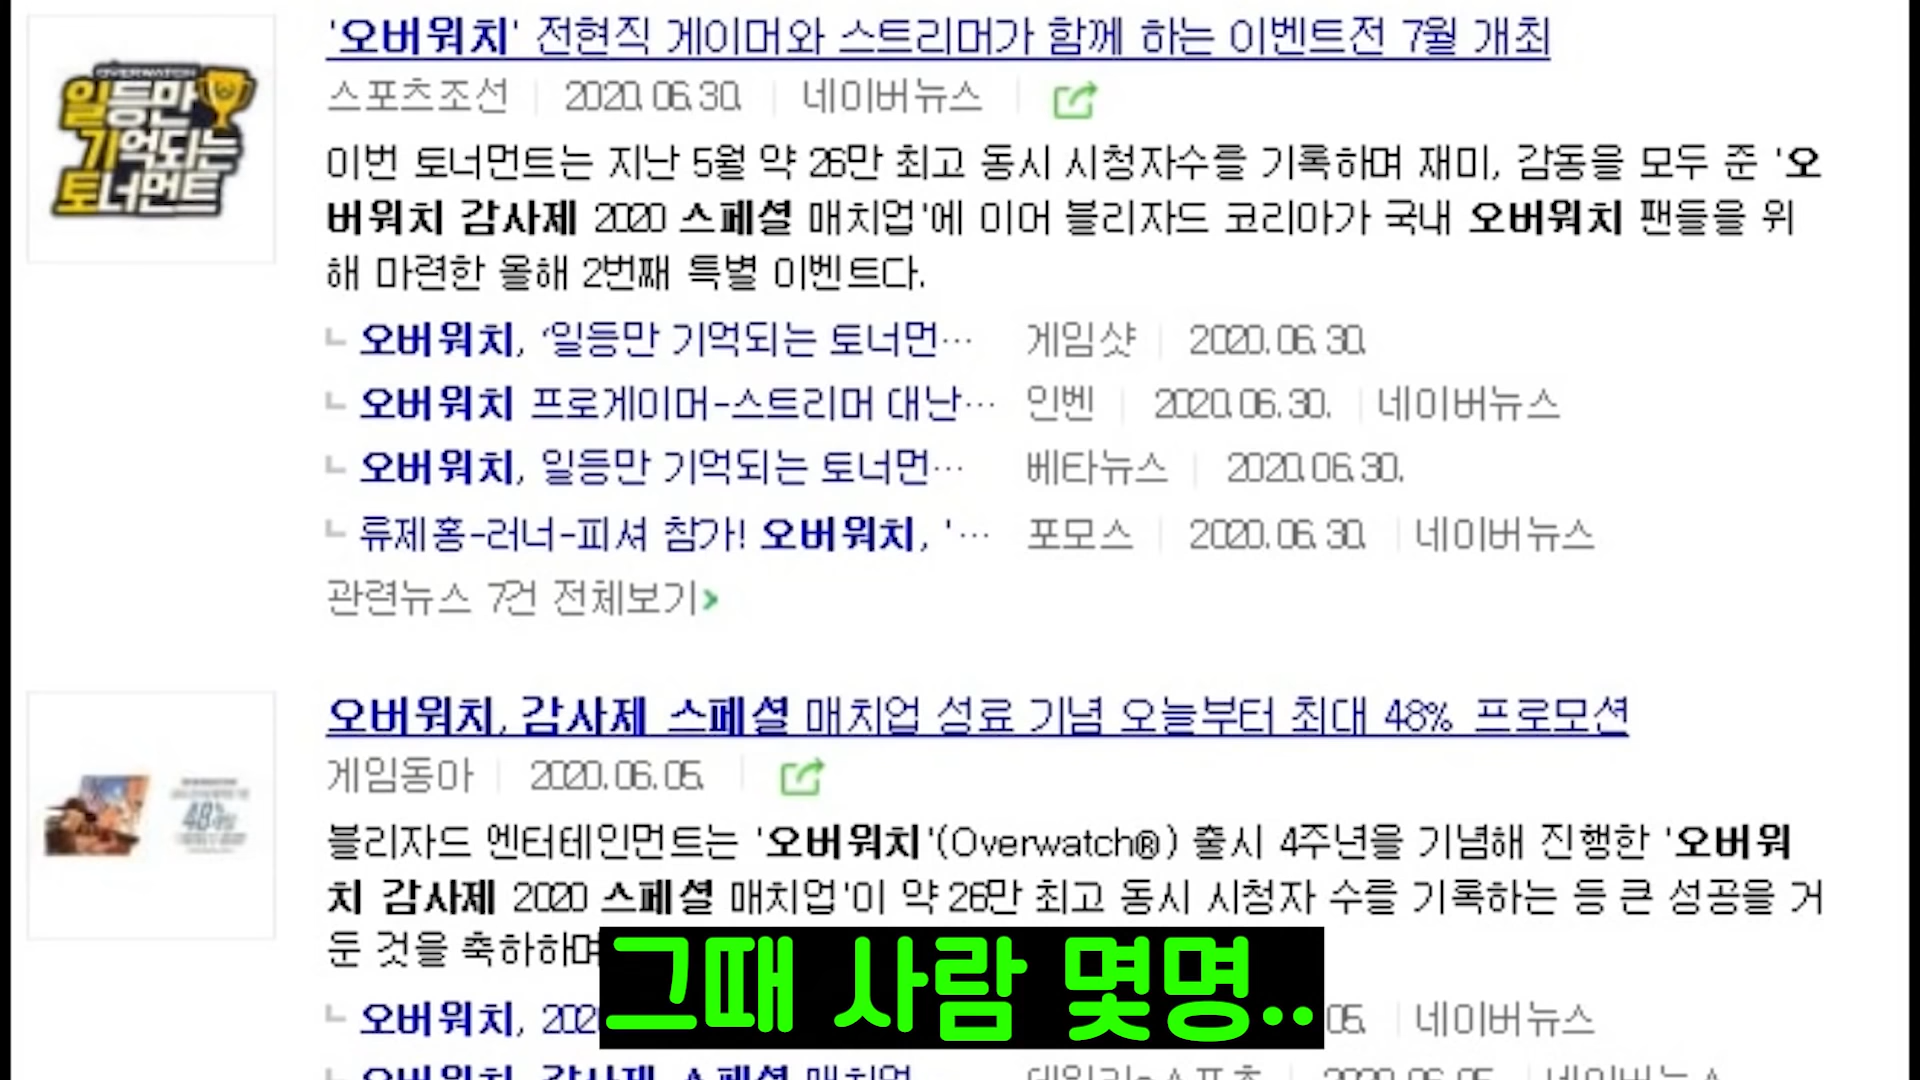 OVERWATCH
일등만
기억되는
토너먼트
'오버워치' 전현직 게이머와 스트리머가 함께 하는 이벤트전 7월 개최
스포츠조선 2020.06.30. 네이버뉴스
이번 토너먼트는 지난 5월 약 26만 최고 동시 시청자수를 기록하며 재미, 감동을 모두 준 '오
버워치 감사제 2020 스페셜 매치업'에 이어 블리자드 코리아가 국내 오버워치 팬들을 위
해 마련한 올해 2번째 특별 이벤트다.
오버워치, ‘일등만 기억되는 토너먼… 게임샷 2020.06.30.
오버워치 프로게이머-스트리머 대난… 인벤 2020.06.30. 네이버뉴스
오버워치, 일등만 기억되는 토너먼… 베타뉴스 2020.06.30.
류제홍-러너-피셔 참가! 오버워치, '… 포모스 2020.06.30. 네이버뉴스
관련뉴스 7건 전체보기
오버워치, 감사제 스페셜 매치업 성료 기념 오늘부터 최대 48% 프로모션
게임동아 2020.06.05.
48%
블리자드 엔터테인먼트는 '오버워치'(Overwatch®) 출시 4주년을 기념해 진행한 '오버워
치 감사제 2020 스페셜 매치업'이 약 26만 최고 동시 시청자 수를 기록하는 등 큰 성공을 거
둔 것을 축하하며
그때 사람 몇명..
오버워치, 202 05. 네이버뉴스
오버워치 감사제 스페셜 매치업